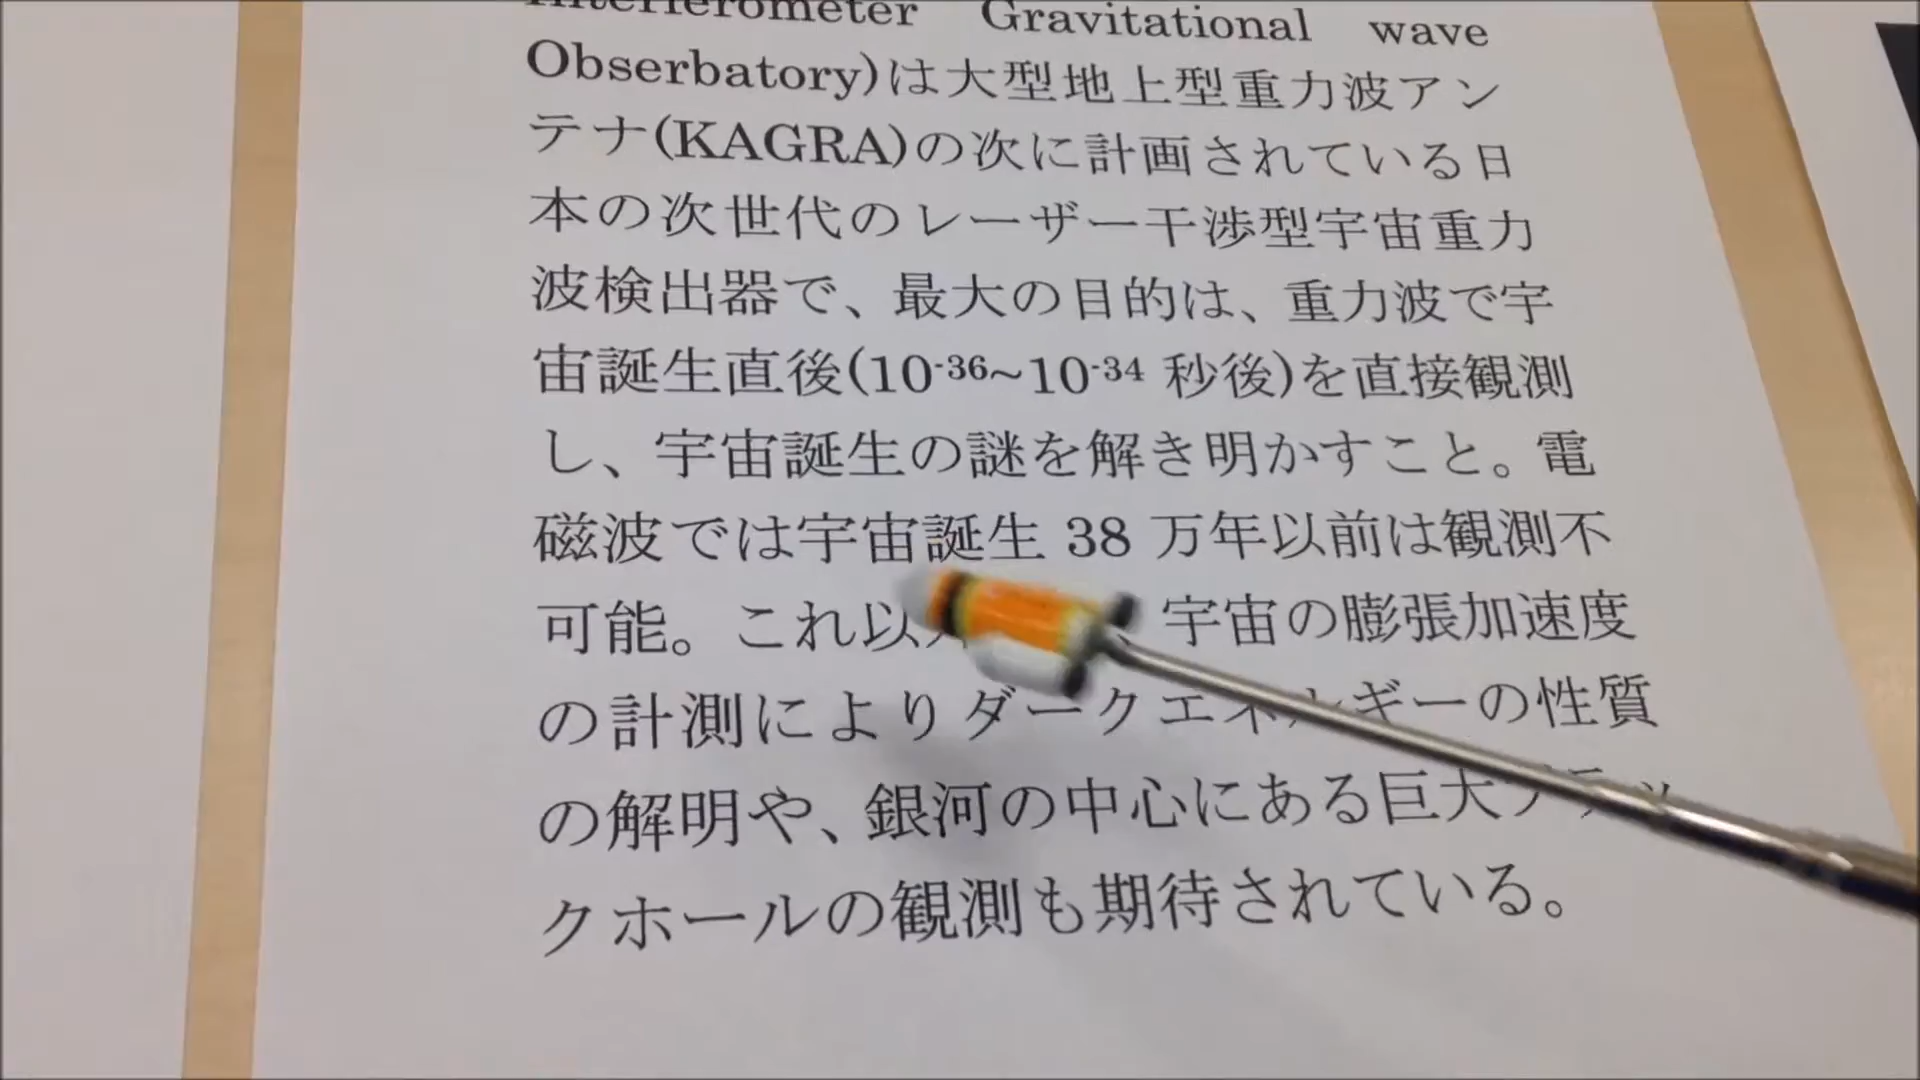 Interferometer Gravitational wave
Obserbatory)は大型地上型重力波アン
テナ(KAGRA)の次に計画されている日
本の次世代のレーザー干渉型宇宙重力
波検出器で、最大の目的は、重力波で宇
宙誕生直後(10-36~10-34 秒後)を直接観測
し、宇宙誕生の謎を解き明かすこと。電
磁波では宇宙誕生 38 万年以前は観測不
可能。これ以 、宇宙の膨張加速度
の計測によりダークエネルギーの性質
の解明や、銀河の中心にある巨大ブラッ
クホールの観測も期待されている。